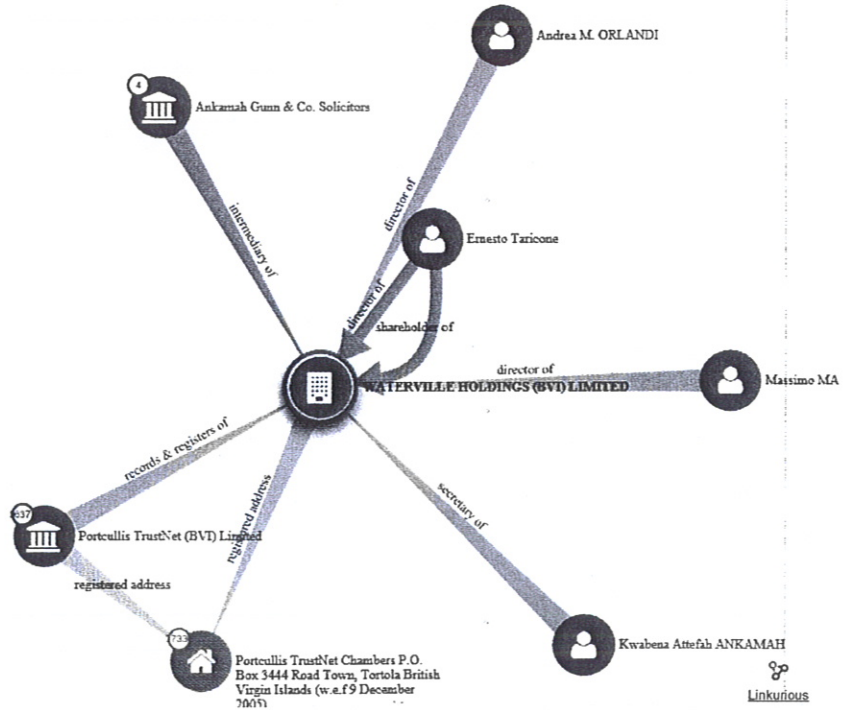 Andrea M. ORLANDI
4
Ankamah Gunn & Co. Solicitors
intermediary of
director of
Ernesto Taricone
director of
shareholder of
director of
WATERVILLE HOLDINGS (BVI) LIMITED
Massimo MA
records & registers of
registered address
secretary of
637
Portcullis TrustNet (BVI) Limited
registered address
733
Kwabena Attefah ANKAMAH
Portcullis TrustNet Chambers P.O.
Box 3444 Road Town, Tortola British
Virgin Islands (w.e.f 9 December
2005)
Linkurious